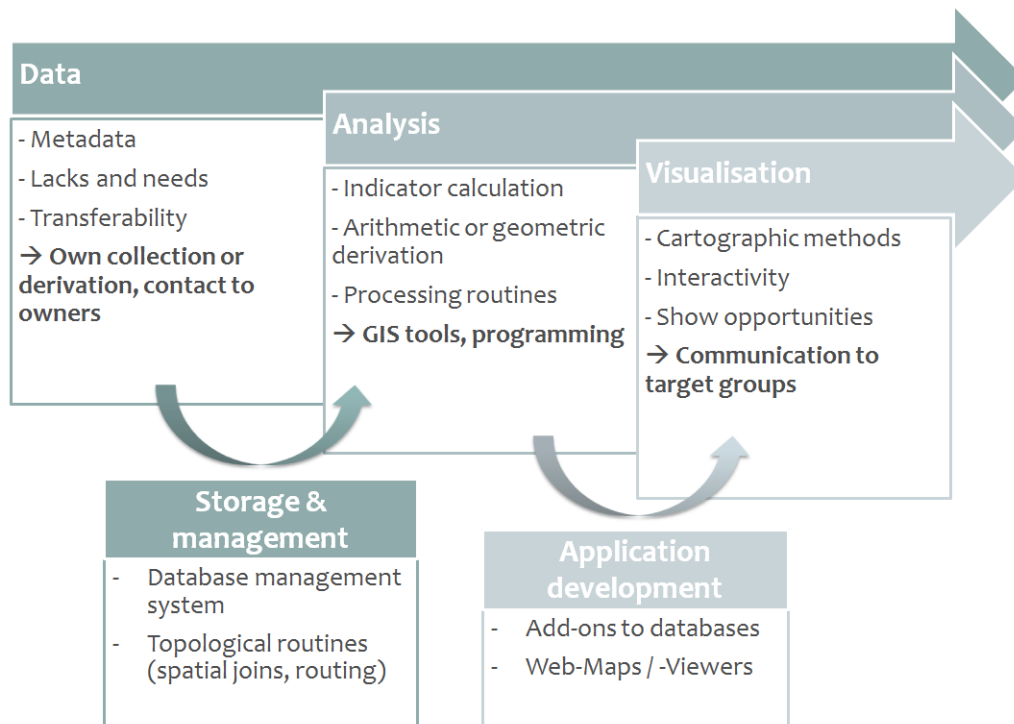 Data
- Metadata
- Lacks and needs
- Transferability
→ Own collection or
derivation, contact to
owners
Analysis
- Indicator calculation
- Arithmetic or geometric
derivation
- Processing routines
→ GIS tools, programming
Visualisation
- Cartographic methods
- Interactivity
- Show opportunities
→ Communication to
target groups
Storage &
management
- Database management
system
- Topological routines
(spatial joins, routing)
Application
development
- Add-ons to databases
- Web-Maps / -Viewers